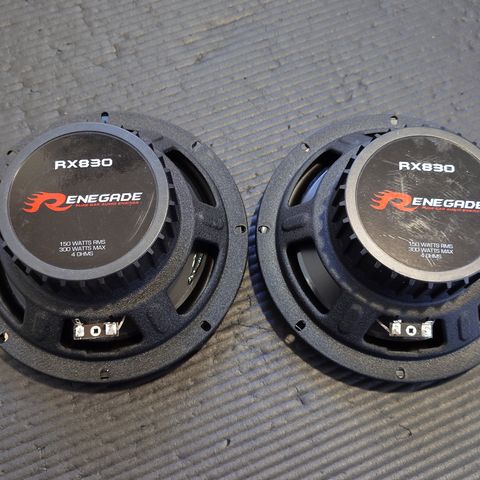 RX830
RENEGADE
150 WATTS RMS
300 WATTS MAX
4 OHMS
RX830
RENEGADE
150 WATTS RMS
300 WATTS MAX
4 OHMS